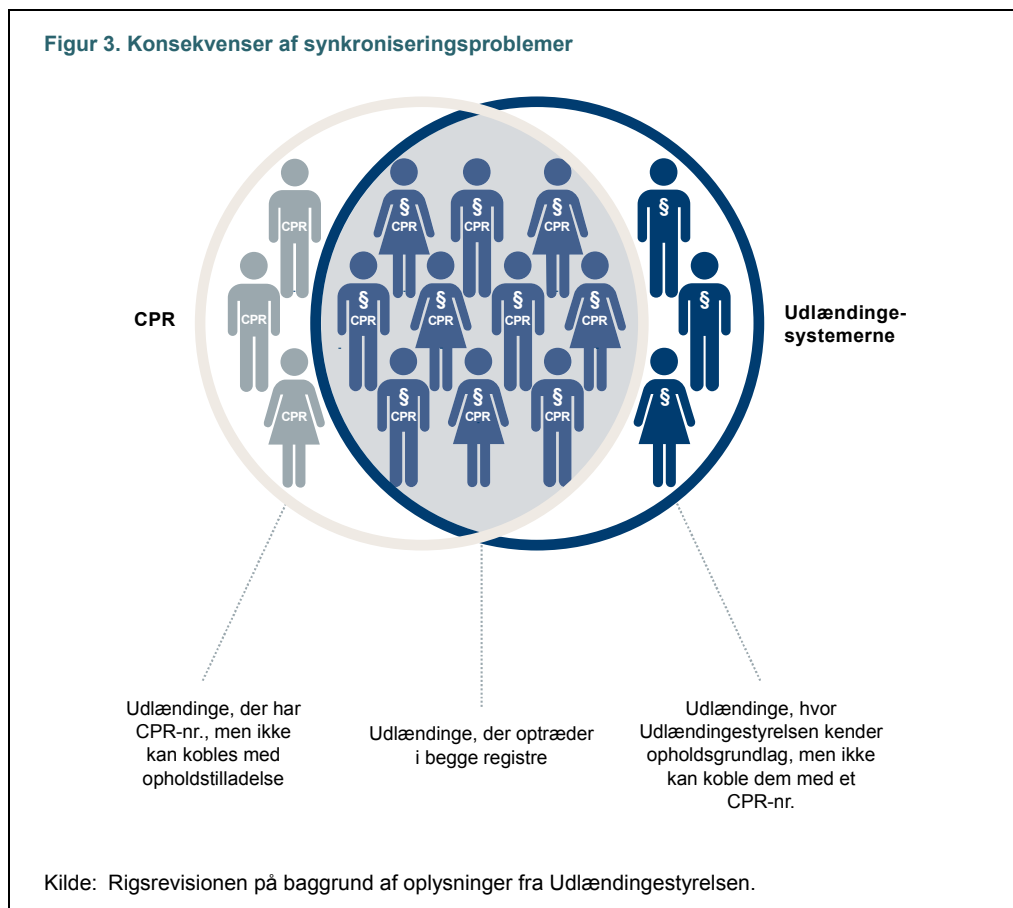 Figur 3. Konsekvenser af synkroniseringsproblemer
CPR
§
CPR
§
CPR
§
CPR
§
CPR
§
CPR
§
CPR
§
CPR
§
CPR
§
§
CPR
CPR
§
CPR
§
CPR
§
CPR
§
CPR
Udlændinge-
systemerne
Udlændinge, der har
CPR-nr., men ikke
kan kobles med
opholdstilladelse
Udlændinge, der optræder
i begge registre
Udlændinge, hvor
Udlændingestyrelsen kender
opholdsgrundlag, men ikke
kan koble dem med et
CPR-nr.
Kilde: Rigsrevisionen på baggrund af oplysninger fra Udlændingestyrelsen.